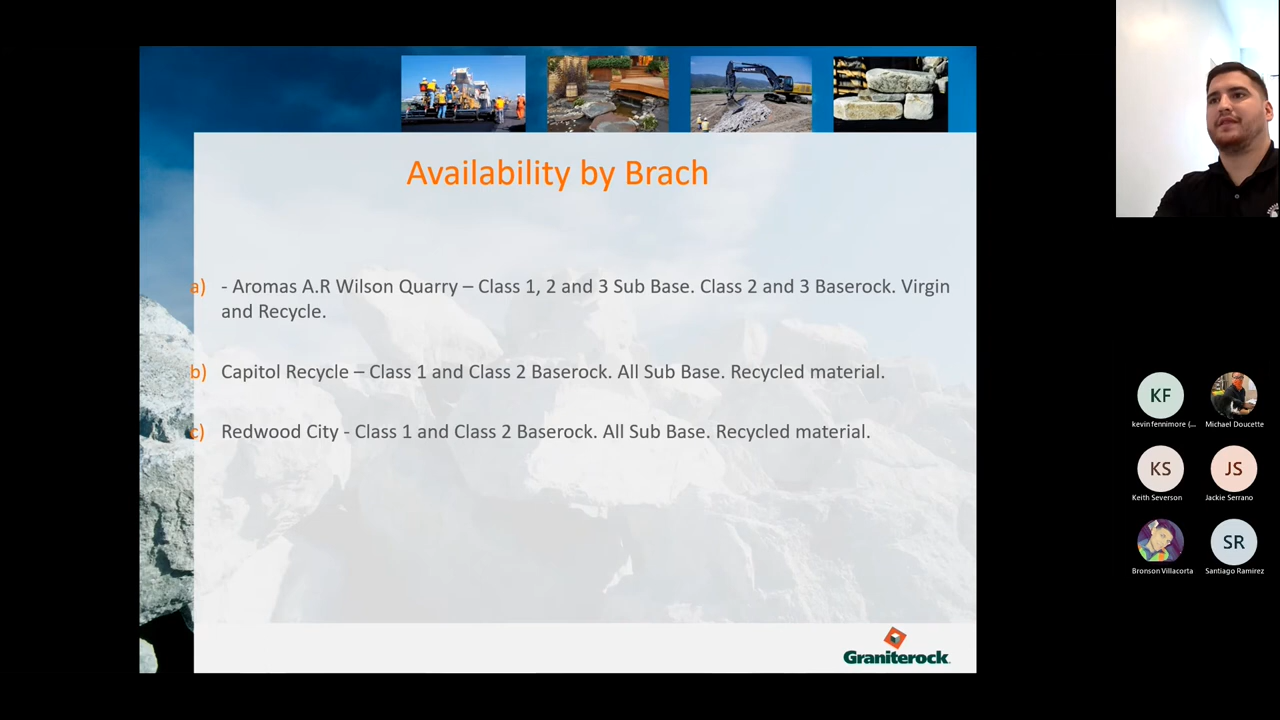 Availability by Brach
a) - Aromas A.R Wilson Quarry – Class 1, 2 and 3 Sub Base. Class 2 and 3 Baserock. Virgin
and Recycle.
b) Capitol Recycle – Class 1 and Class 2 Baserock. All Sub Base. Recycled material.
c) Redwood City - Class 1 and Class 2 Baserock. All Sub Base. Recycled material.
Graniterock
KF
kevin fennimore (...
Michael Doucette
KS
JS
Keith Severson
Jackie Serrano
SR
Bronson Villacorta
Santiago Ramirez